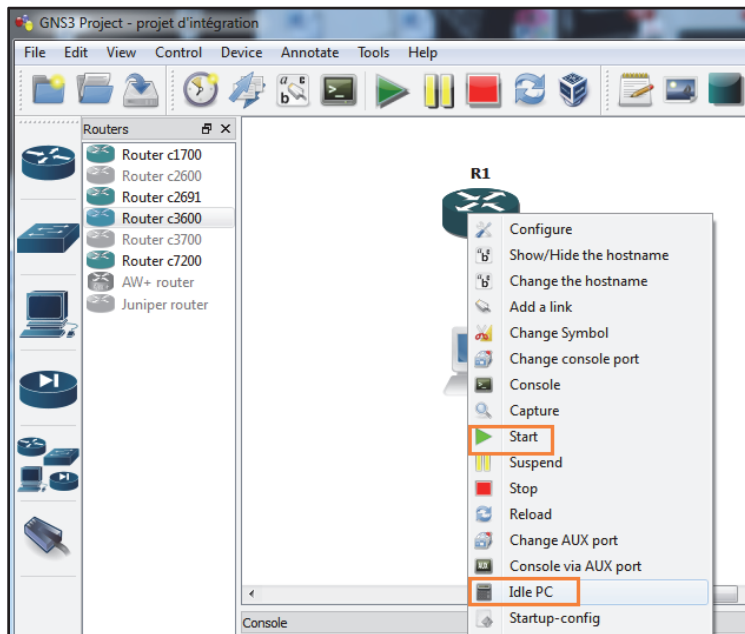 GNS3 Project - projet d'intégration
File Edit View Control Device Annotate Tools Help
Routers
Router c1700
Router c2600
Router c2691
Router c3600
Router c3700
Router c7200
AW+ router
Juniper router
R1
Configure
Show/Hide the hostname
Change the hostname
Add a link
Change Symbol
Change console port
Console
Capture
Start
Suspend
Stop
Reload
Change AUX port
Console via AUX port
Idle PC
Startup-config
Console